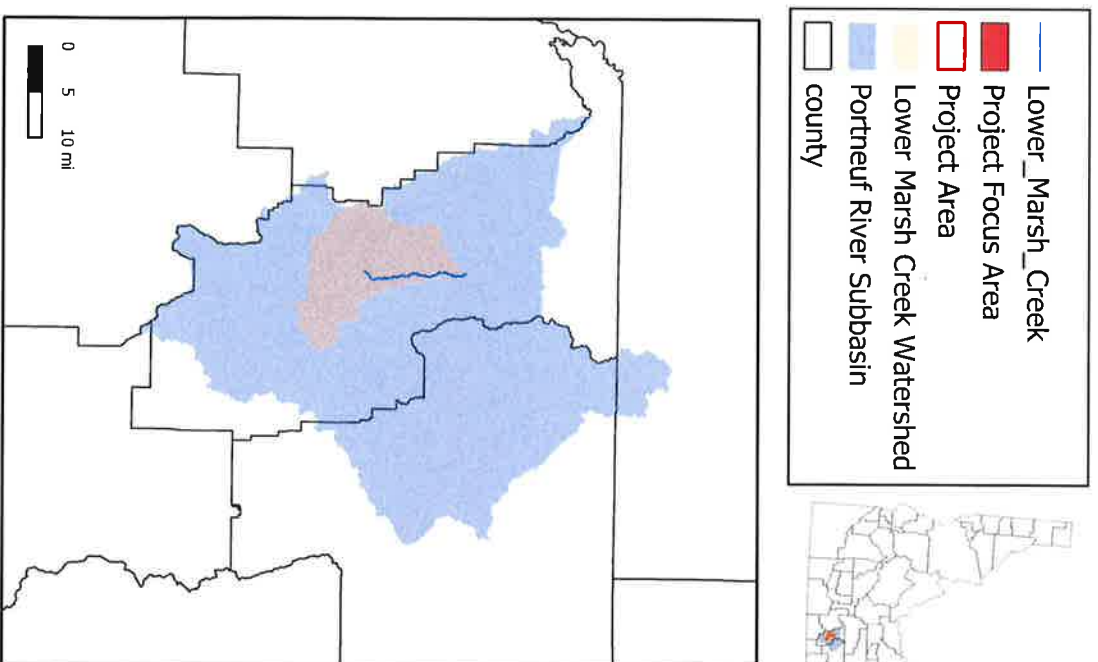 Lower_Marsh_Creek
Project Focus Area
Project Area
Lower Marsh Creek Watershed
Portneuf River Subbasin
county
0 5 10 mi